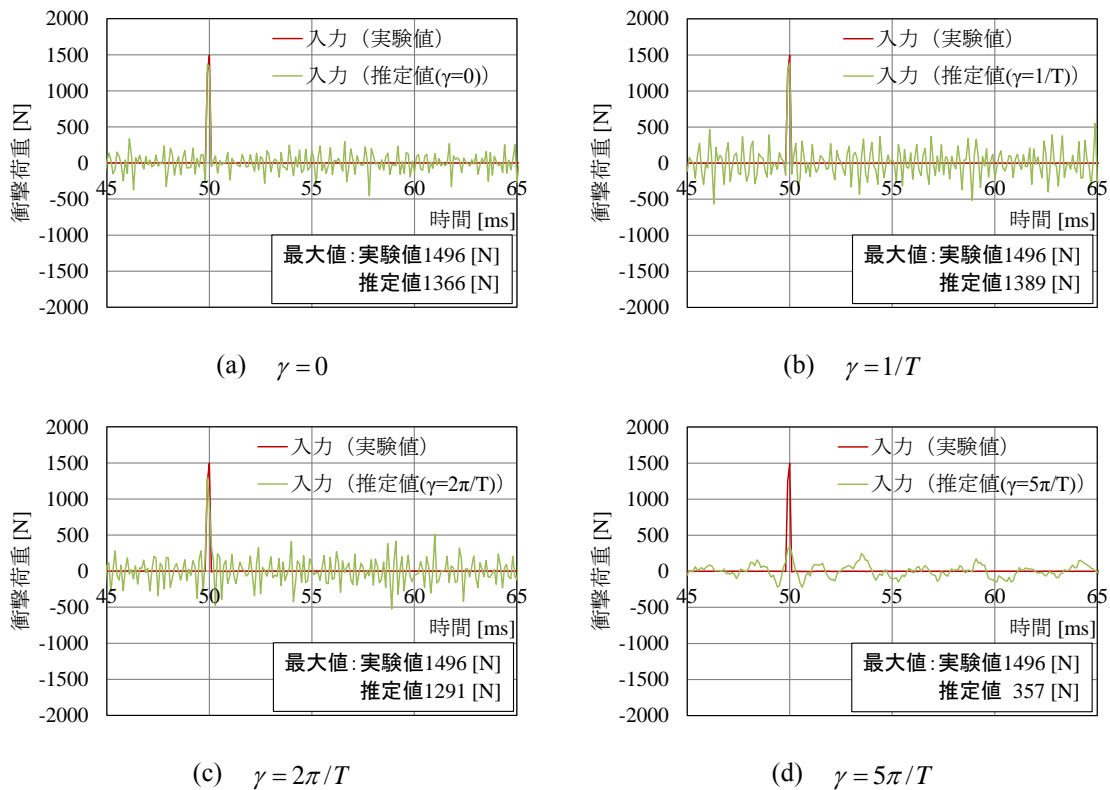 2000
1500
1000
500
0
-500
-1000
-1500
-2000
45 50 55 60 65
衝撃荷重 [N]
時間 [ms]
入力（実験値）
入力（推定値(γ=0)）
最大値：実験値1496 [N]
推定値1366 [N]
(a) γ = 0
2000
1500
1000
500
0
-500
-1000
-1500
-2000
45 50 55 60 65
衝撃荷重 [N]
時間 [ms]
入力（実験値）
入力（推定値(γ=1/T)）
最大値：実験値1496 [N]
推定値1389 [N]
(b) γ = 1/T
2000
1500
1000
500
0
-500
-1000
-1500
-2000
45 50 55 60 65
衝撃荷重 [N]
時間 [ms]
入力（実験値）
入力（推定値(γ=2π/T)）
最大値：実験値1496 [N]
推定値1291 [N]
(c) γ = 2π/T
2000
1500
1000
500
0
-500
-1000
-1500
-2000
45 50 55 60 65
衝撃荷重 [N]
時間 [ms]
入力（実験値）
入力（推定値(γ=5π/T)）
最大値：実験値1496 [N]
推定値 357 [N]
(d) γ = 5π/T